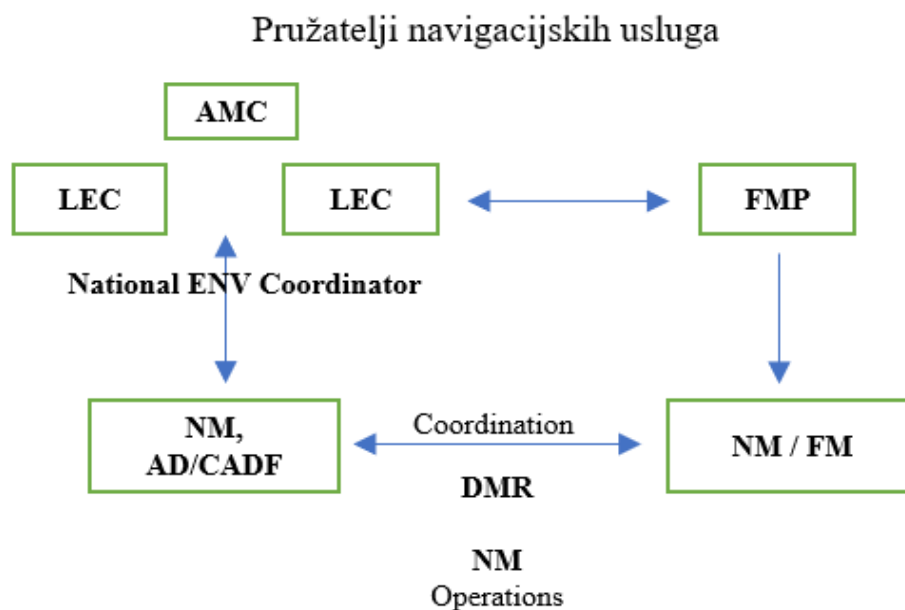 Pružatelji navigacijskih usluga
AMC
LEC
LEC
FMP
National ENV Coordinator
NM,
AD/CADF
Coordination
NM / FM
DMR
NM
Operations